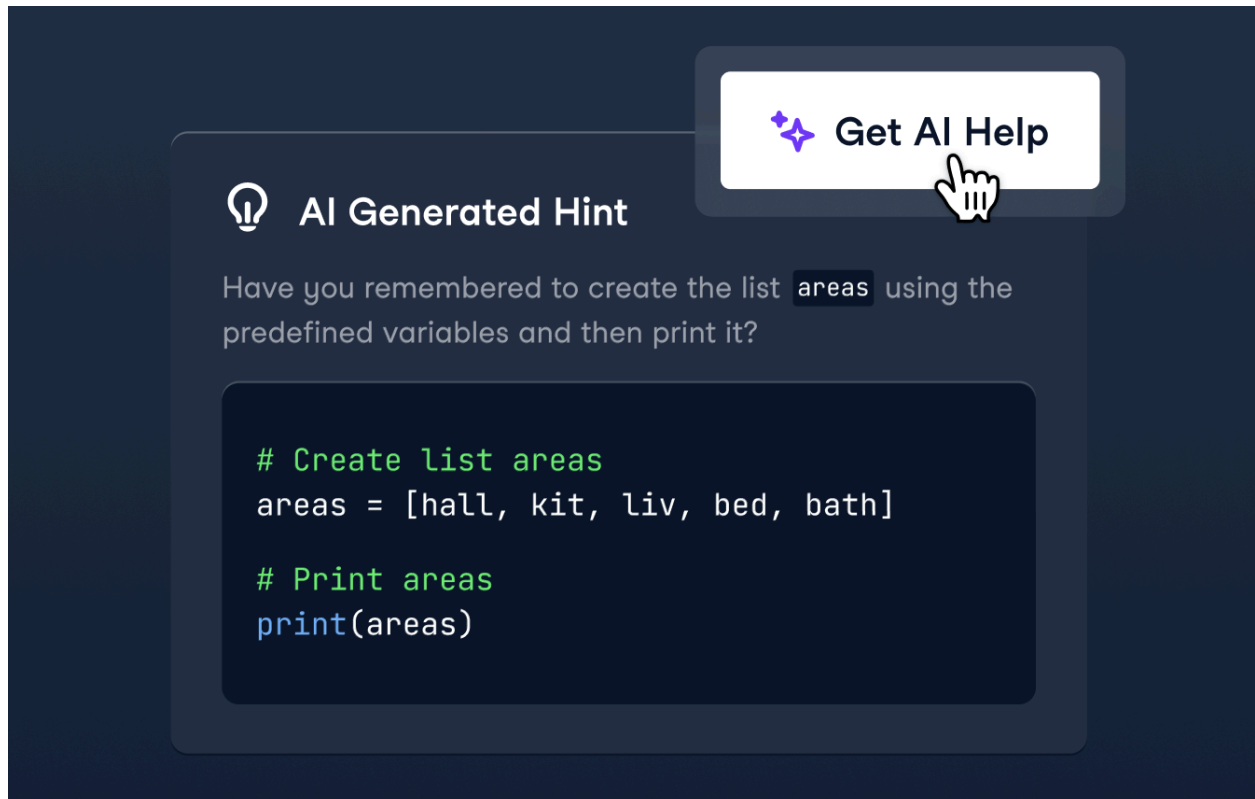 Get AI Help
AI Generated Hint
Have you remembered to create the list areas using the
predefined variables and then print it?
# Create list areas
areas = [hall, kit, liv, bed, bath]
# Print areas
print(areas)